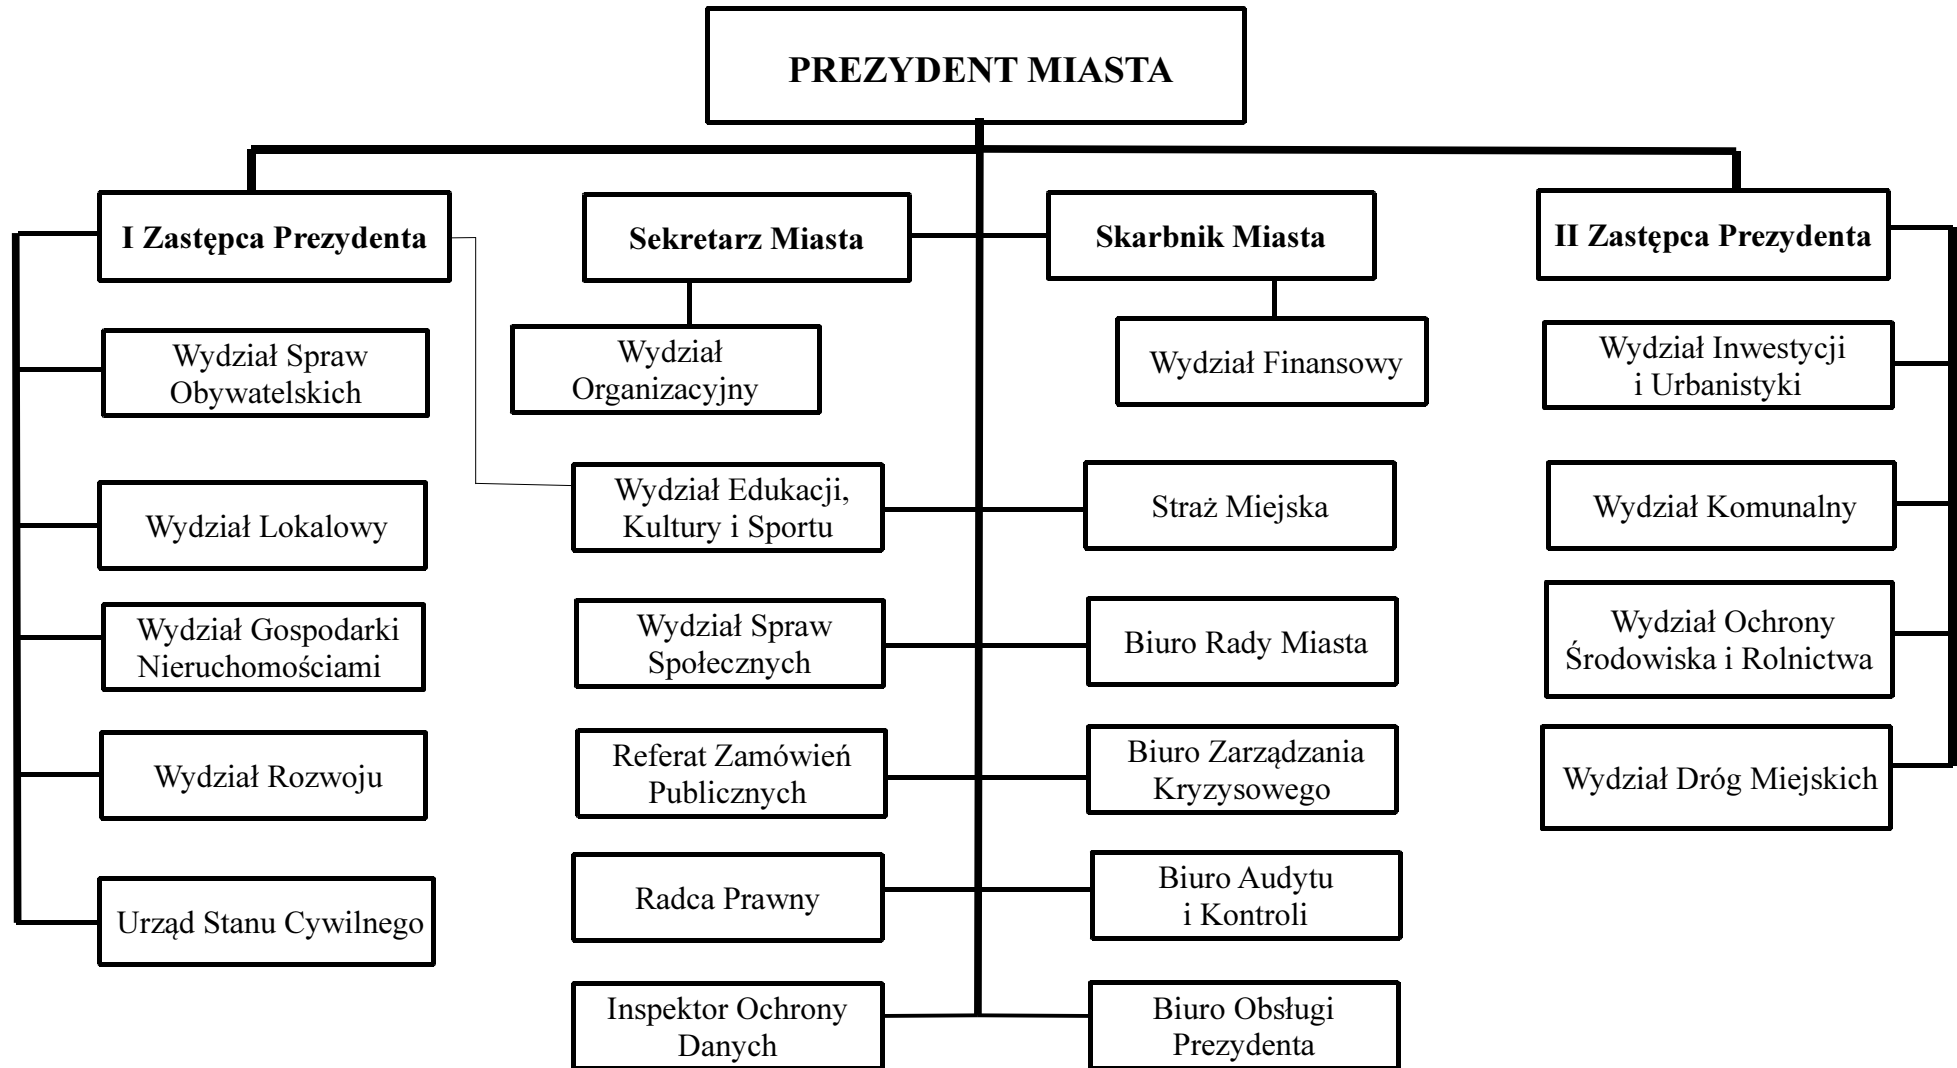 PREZYDENT MIASTA
I Zastępca Prezydenta
Sekretarz Miasta
Skarbnik Miasta
II Zastępca Prezydenta
Wydział Spraw
Obywatelskich
Wydział
Organizacyjny
Wydział Finansowy
Wydział Inwestycji
i Urbanistyki
Wydział Lokalowy
Wydział Edukacji,
Kultury i Sportu
Straż Miejska
Wydział Komunalny
Wydział Gospodarki
Nieruchomościami
Wydział Spraw
Społecznych
Biuro Rady Miasta
Wydział Ochrony
Środowiska i Rolnictwa
Wydział Rozwoju
Referat Zamówień
Publicznych
Biuro Zarządzania
Kryzysowego
Wydział Dróg Miejskich
Urząd Stanu Cywilnego
Radca Prawny
Biuro Audytu
i Kontroli
Inspektor Ochrony
Danych
Biuro Obsługi
Prezydenta